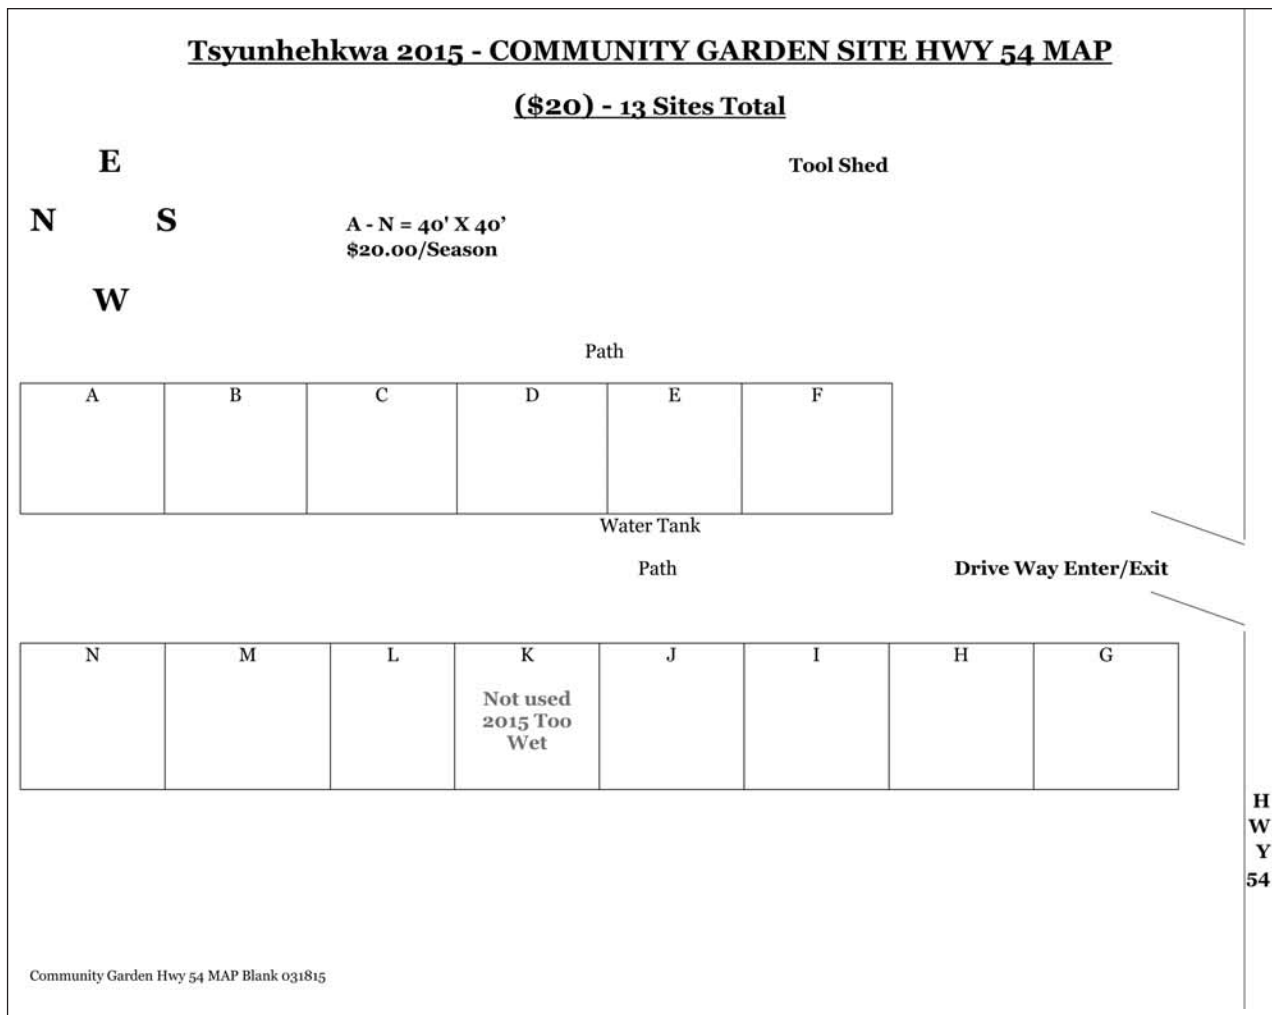 Tsyunhehkwa 2015 - COMMUNITY GARDEN SITE HWY 54 MAP
($20) - 13 Sites Total
E
Tool Shed
N S
A - N = 40' X 40’
$20.00/Season
W
Path
A B C D E F
Water Tank
Path
Drive Way Enter/Exit
N M L K J I H G
Not used
2015 Too
Wet
H
W
Y
54
Community Garden Hwy 54 MAP Blank 031815